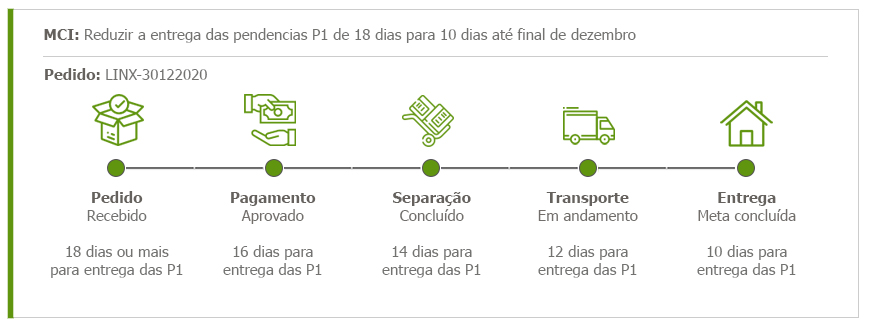 MCI: Reduzir a entrega das pendencias P1 de 18 dias para 10 dias até final de dezembro
Pedido: LINX-30122020
Pedido
Recebido
18 dias ou mais
para entrega das P1
Pagamento
Aprovado
16 dias para
entrega das P1
Separação
Concluído
14 dias para
entrega das P1
Transporte
Em andamento
12 dias para
entrega das P1
Entrega
Meta concluída
10 dias para
entrega das P1